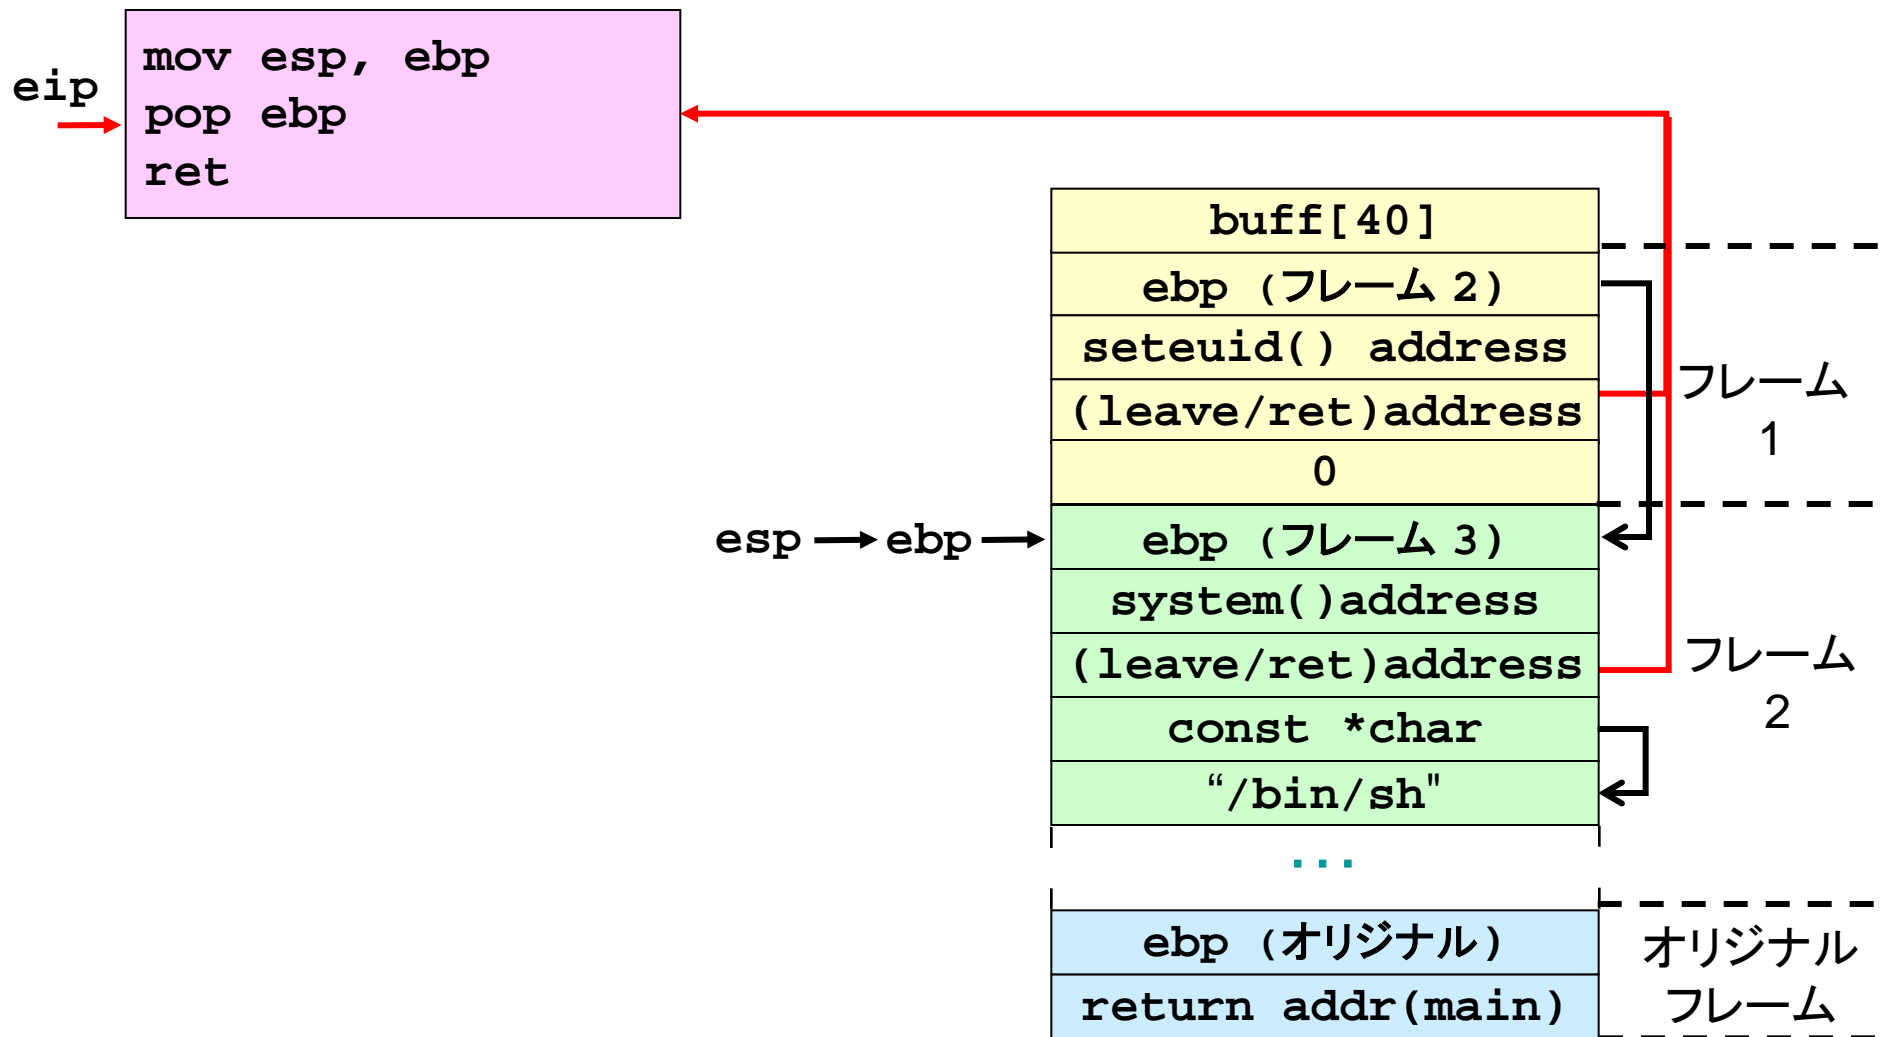 mov esp, ebp
eip
pop ebp
ret
buff[40]
ebp (フレーム 2)
seteuid() address
(leave/ret)address
0
フレーム
1
esp
ebp
ebp (フレーム 3)
system()address
(leave/ret)address
const *char
“/bin/sh"
フレーム
2
...
ebp (オリジナル)
return addr(main)
オリジナル
フレーム